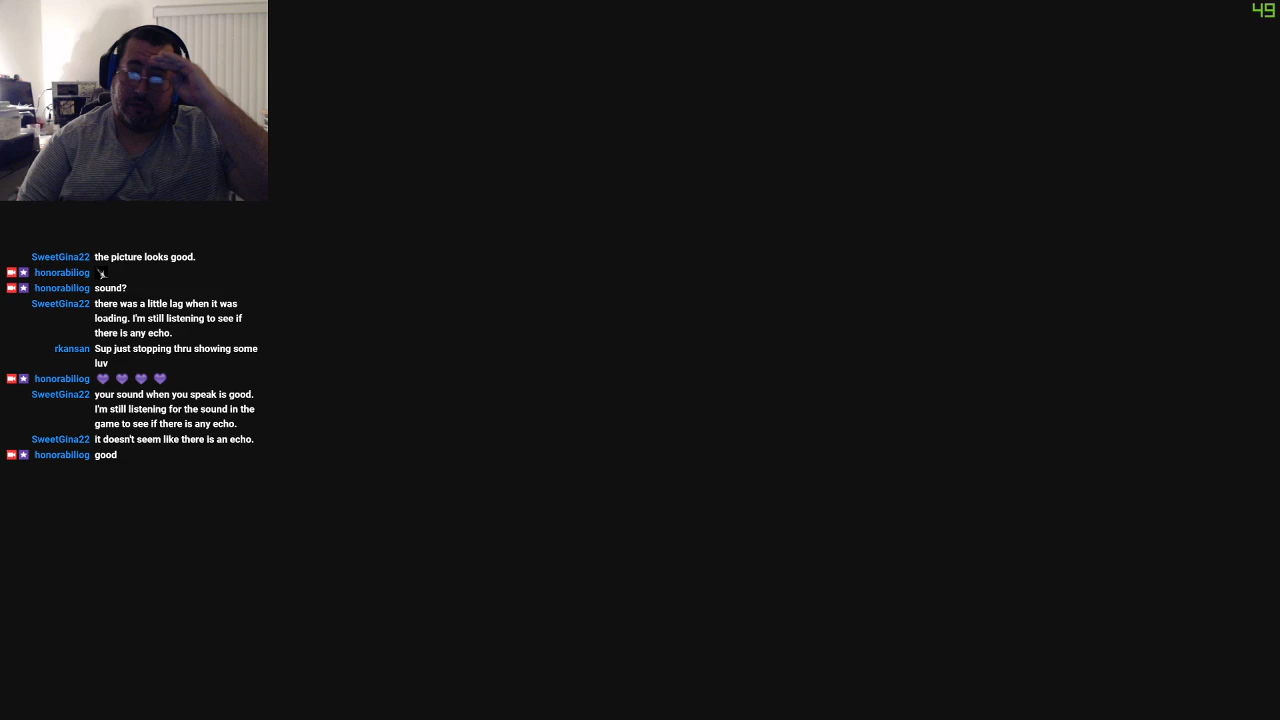 49
SweetGina22 the picture looks good.
honorabiliog
honorabiliog sound?
SweetGina22 there was a little lag when it was
loading. I'm still listening to see if
there is any echo.
rkansan Sup just stopping thru showing some
luv
honorabiliog 💜 💜 💜 💜
SweetGina22 your sound when you speak is good.
I'm still listening for the sound in the
game to see if there is any echo.
SweetGina22 it doesn't seem like there is an echo.
honorabiliog good